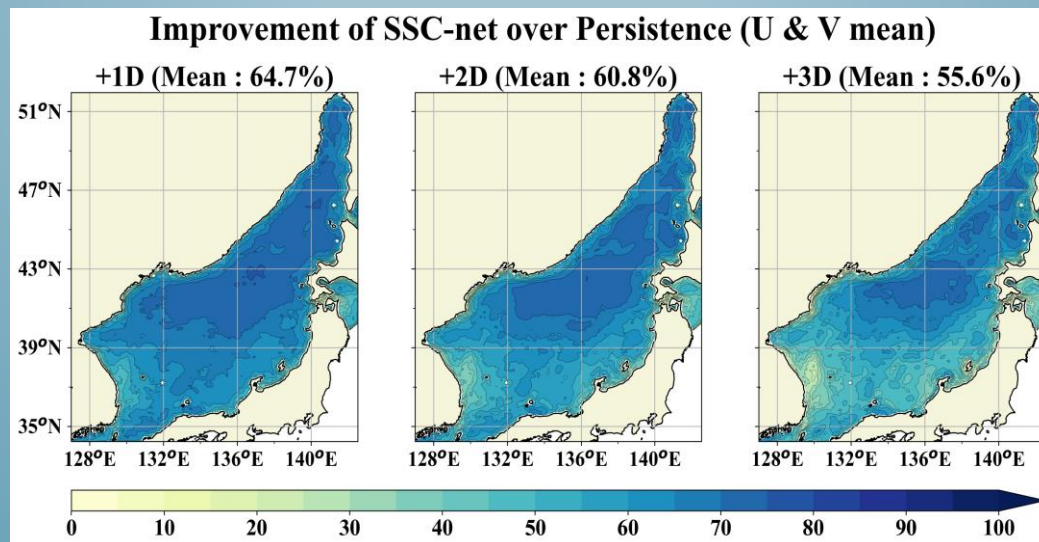 Improvement of SSC-net over Persistence (U & V mean)
+1D (Mean : 64.7%) +2D (Mean : 60.8%) +3D (Mean : 55.6%)
51°N
47°N
43°N
39°N
35°N
128°E 132°E 136°E 140°E 128°E 132°E 136°E 140°E 128°E 132°E 136°E 140°E
0 10 20 30 40 50 60 70 80 90 100